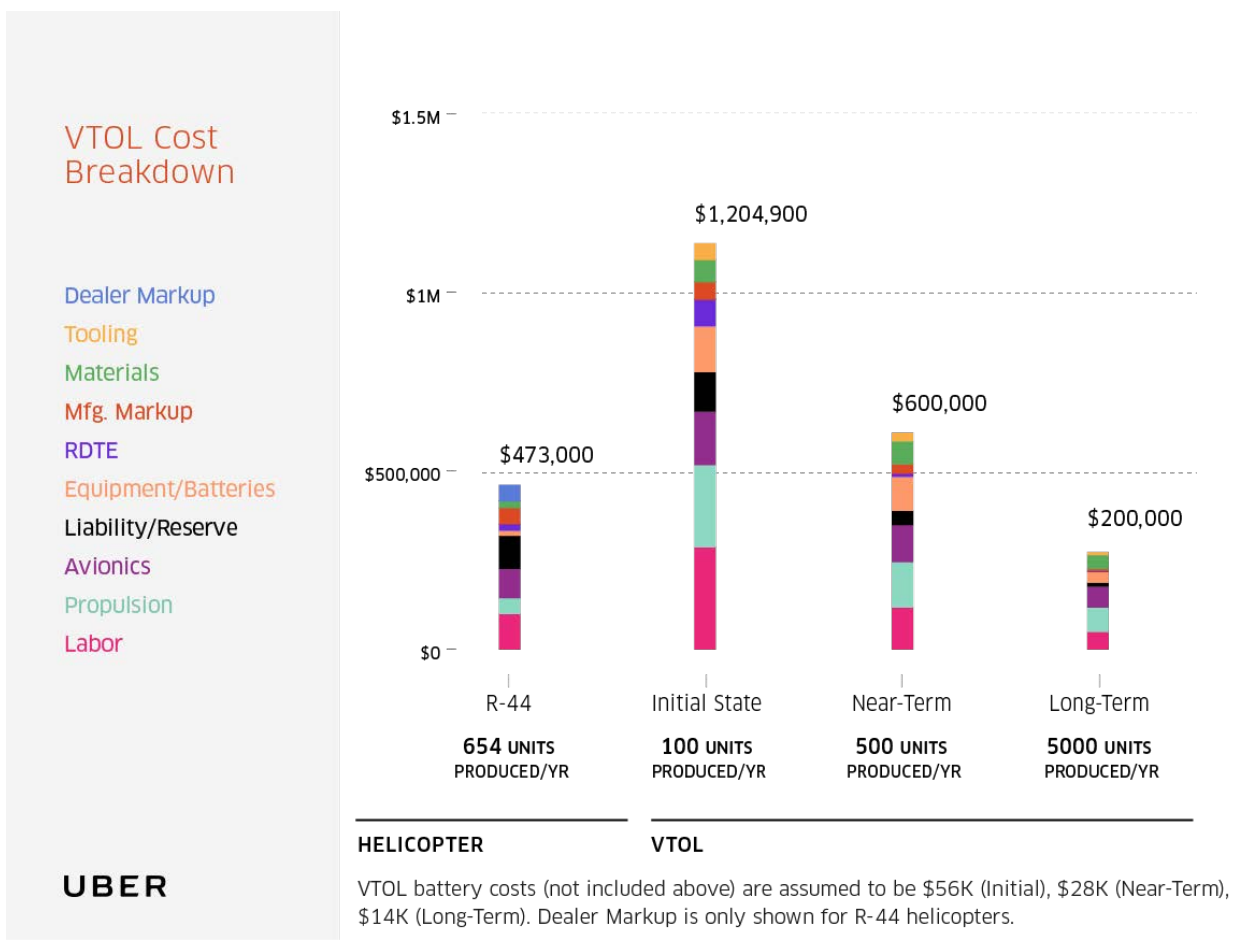 VTOL Cost
Breakdown
Dealer Markup
Tooling
Materials
Mfg. Markup
RDTE
Equipment/Batteries
Liability/Reserve
Avionics
Propulsion
Labor
UBER
$1.5M
$1M
$500,000
$0
$473,000
$1,204,900
$600,000
$200,000
R-44
Initial State
Near-Term
Long-Term
654 UNITS
PRODUCED/YR
100 UNITS
PRODUCED/YR
500 UNITS
PRODUCED/YR
5000 UNITS
PRODUCED/YR
HELICOPTER
VTOL
VTOL battery costs (not included above) are assumed to be $56K (Initial), $28K (Near-Term),
$14K (Long-Term). Dealer Markup is only shown for R-44 helicopters.